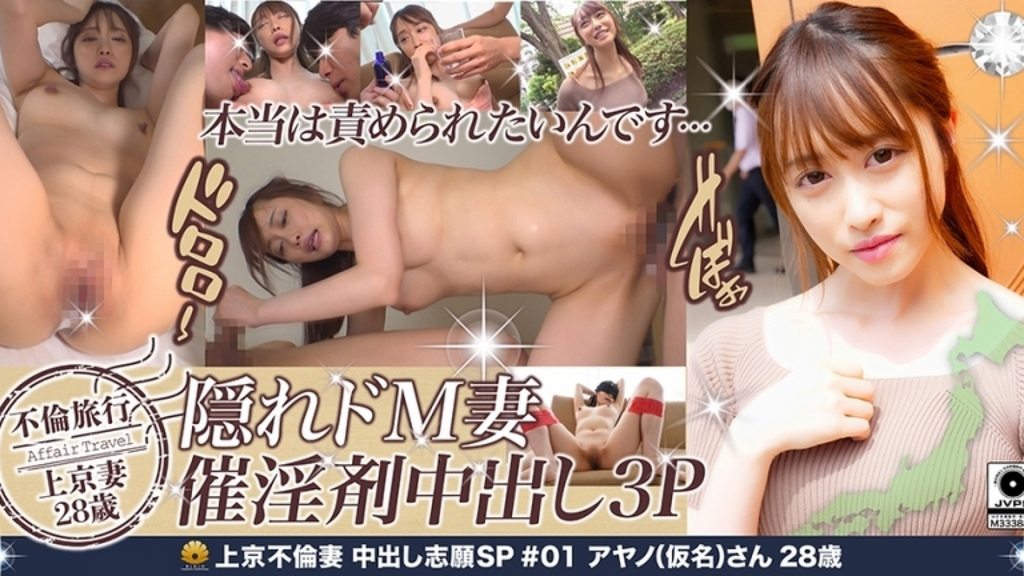 本当は責められたいんです…
ドロロ~
ぱぁ
不倫旅行
Affair Travel
上京妻
28歳
隠れドM妻
催淫剤中出し3P
上京不倫妻 中出し志願SP #01 アヤノ(仮名)さん 28歳